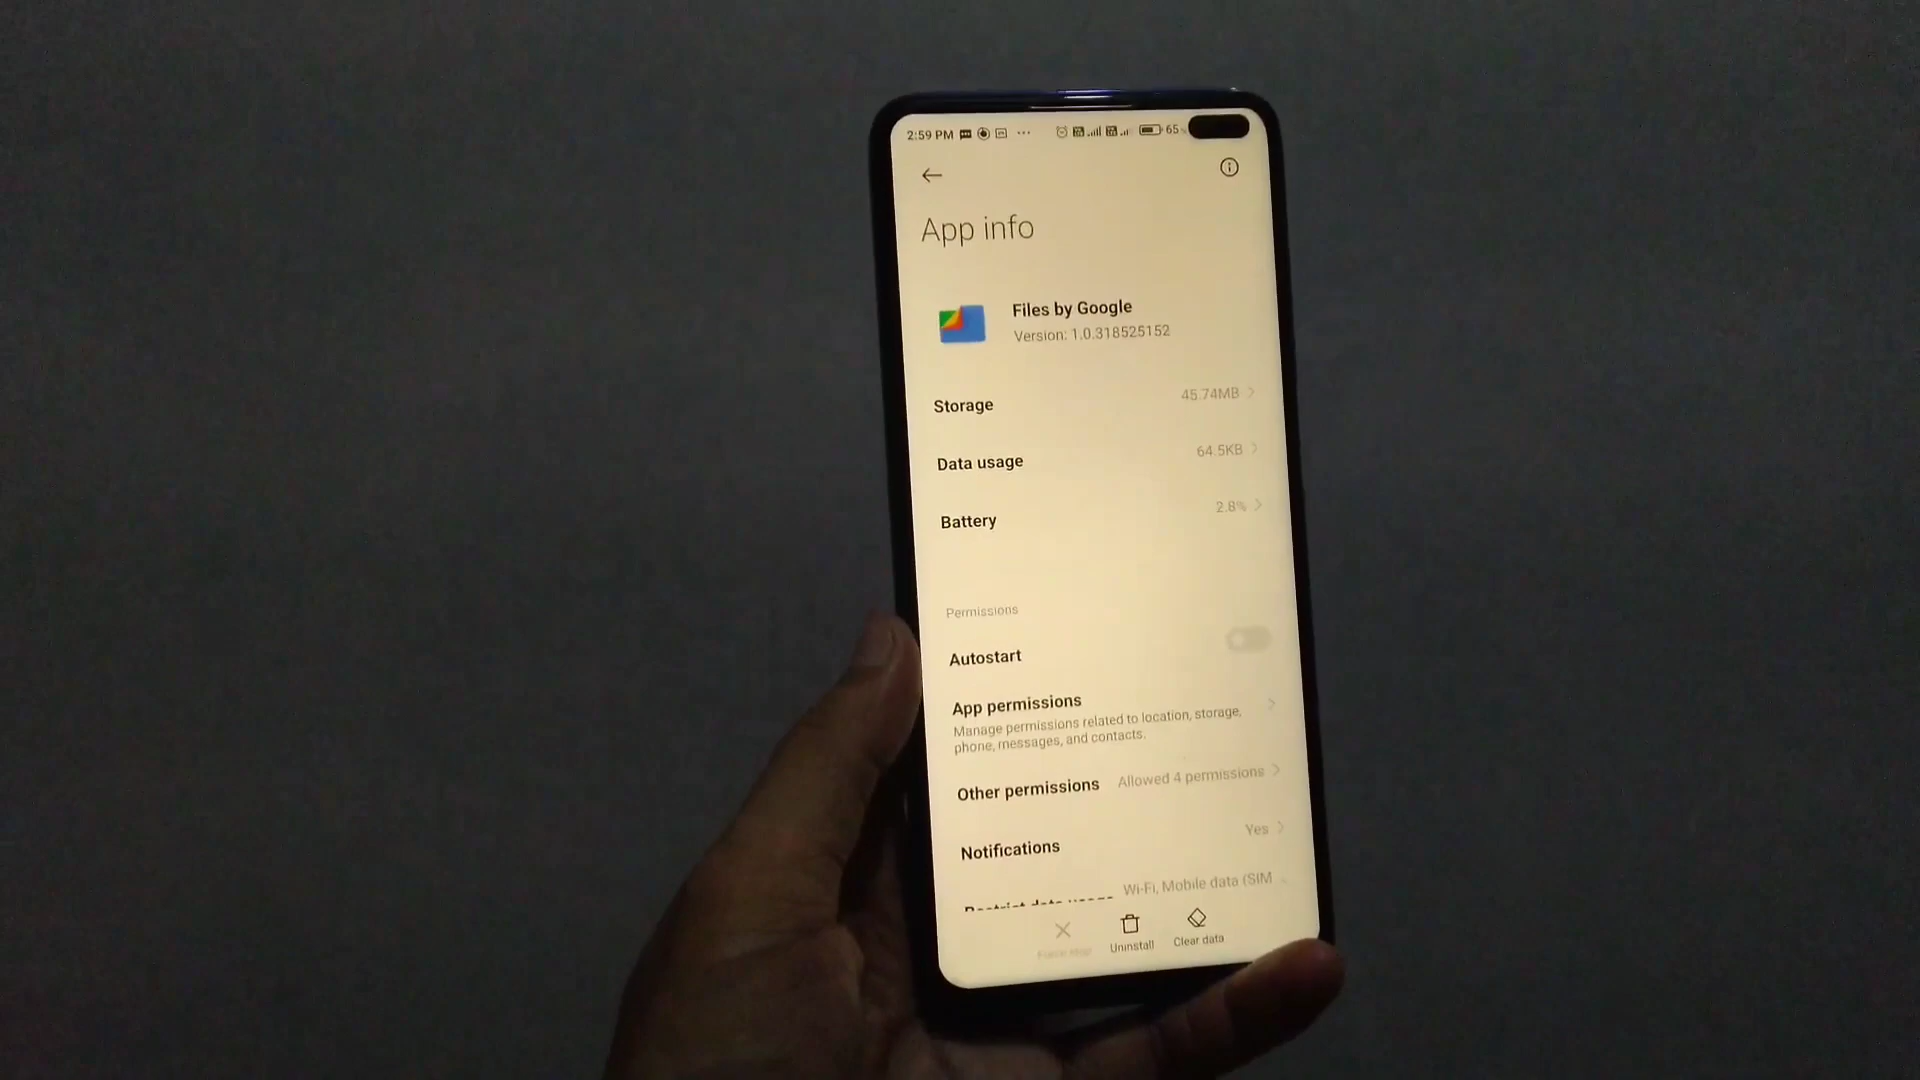 2:59 PM ... 65
App info
Files by Google
Version: 1.0.318525152
Storage 45.74MB
Data usage 64.5KB
Battery 2.8%
Permissions
Autostart
App permissions
Manage permissions related to location, storage,
phone, messages, and contacts.
Other permissions Allowed 4 permissions
Notifications Yes
Wi-Fi, Mobile data (SIM
Uninstall Clear data